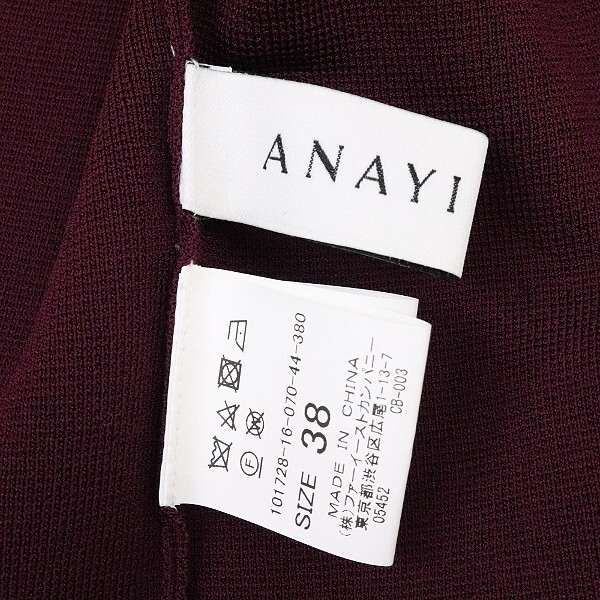 ANAYI
101728-16-070-44-380
SIZE 38
MADE IN CHINA
(株)ファーイーストカンパニー
東京都渋谷区広尾1-13-7
05452 CB-003